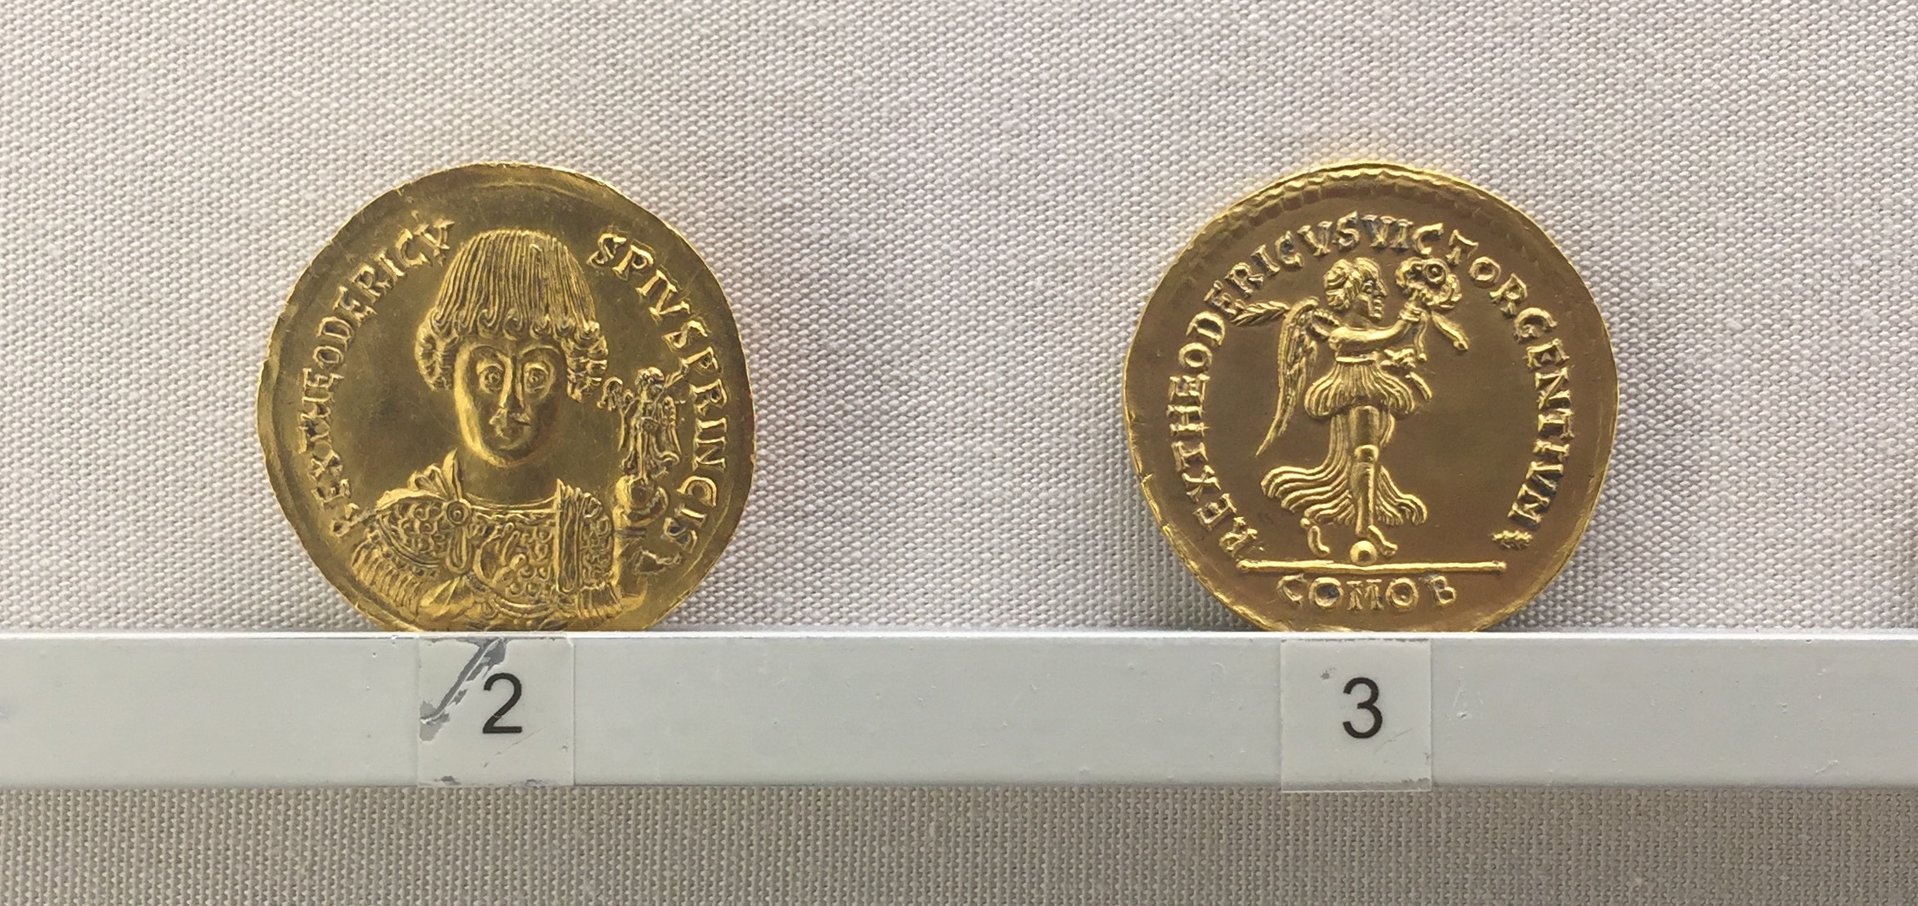 REX THEODERICVS PIVS PRINCIS
REX THEODERICVS VICTOR GENTIVM *
COMOB
2
3